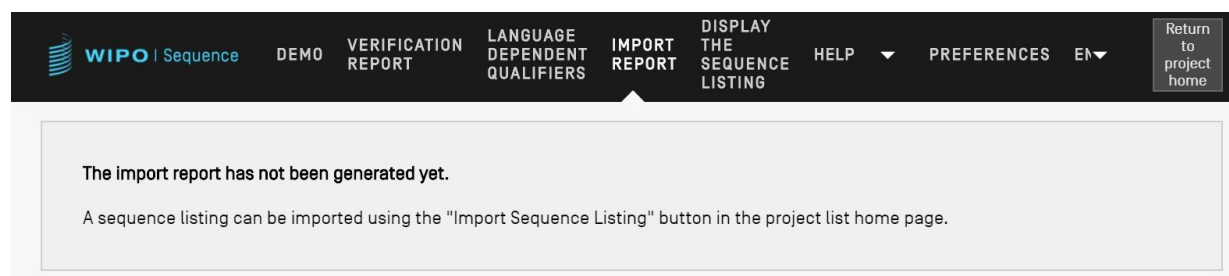 WIPO | Sequence
DEMO
VERIFICATION
REPORT
LANGUAGE
DEPENDENT
QUALIFIERS
IMPORT
REPORT
DISPLAY
THE
SEQUENCE
LISTING
HELP
PREFERENCES
EN
Return
to
project
home
The import report has not been generated yet.
A sequence listing can be imported using the "Import Sequence Listing" button in the project list home page.